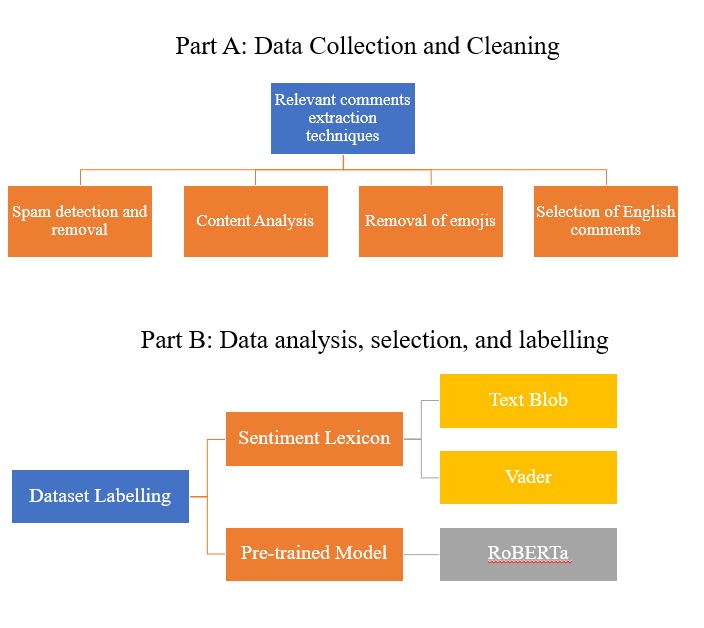 Part A: Data Collection and Cleaning
Relevant comments
extraction
techniques
Spam detection and
removal
Content Analysis
Removal of emojis
Selection of English
comments
Part B: Data analysis, selection, and labelling
Text Blob
Sentiment Lexicon
Vader
Dataset Labelling
Pre-trained Model
RoBERTa